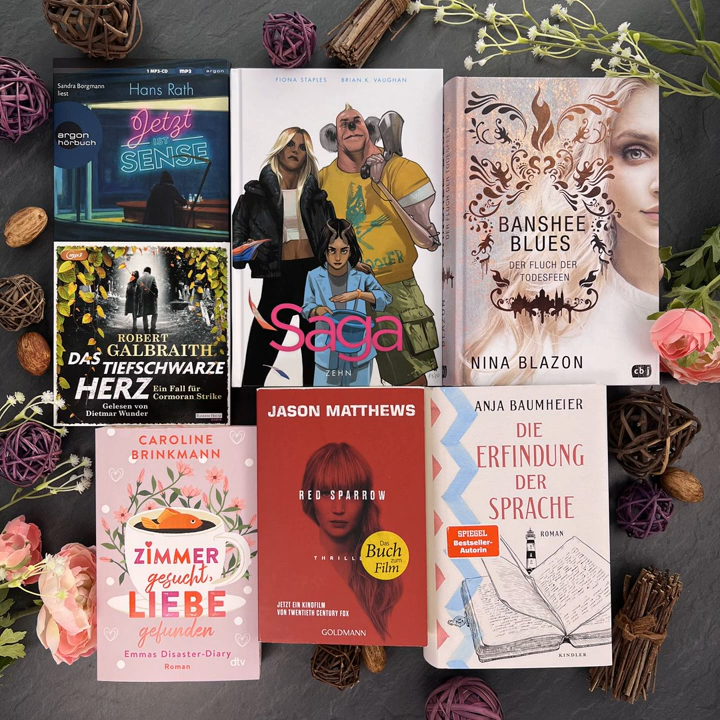 1 MP3-CD MP3 argon
Sandra Borgmann
liest
Hans Rath
argon
hörbuch
Jetzt
IST
SENSE
FIONA STAPLES BRIAN K. VAUGHAN
Saga
ZEHN
BANSHEE
BLUES
DER FLUCH DER
TODESFEEN
NINA BLAZON
cbj
mp3
ROBERT
GALBRAITH
DAS TIEFSCHWARZE
HERZ
Ein Fall für
Cormoran Strike
Gelesen von
Dietmar Wunder
CAROLINE
BRINKMANN
ZIMMER
gesucht,
LIEBE
gefunden
Emmas Disaster-Diary
Roman
dtv
JASON MATTHEWS
RED SPARROW
THRILLE
Das
Buch
zum
Film
JETZT EIN KINOFILM
VON TWENTIETH CENTURY FOX
GOLDMANN
ANJA BAUMHEIER
DIE
ERFINDUNG
DER
SPRACHE
ROMAN
SPIEGEL
Bestseller-
Autorin
KINDLER